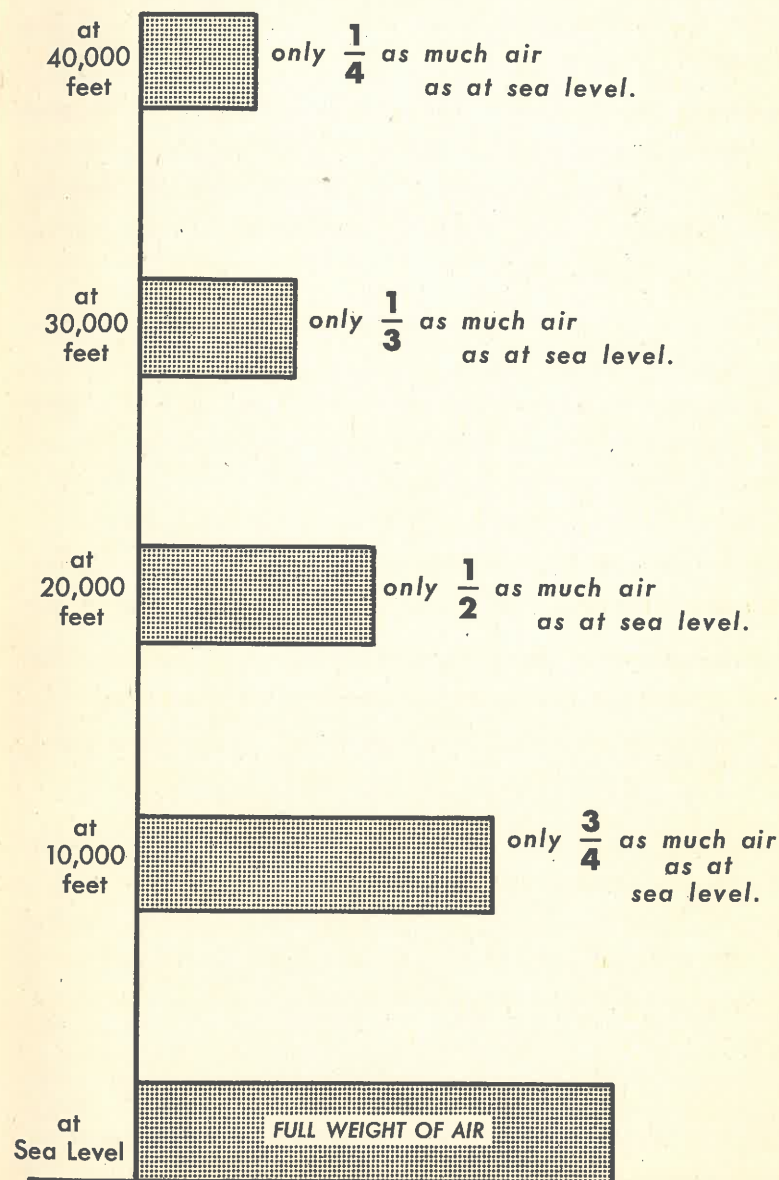 at
40,000
feet
only 1/4 as much air
as at sea level.
at
30,000
feet
only 1/3 as much air
as at sea level.
at
20,000
feet
only 1/2 as much air
as at sea level.
at
10,000
feet
only 3/4 as much air
as at
sea level.
at
Sea Level
FULL WEIGHT OF AIR